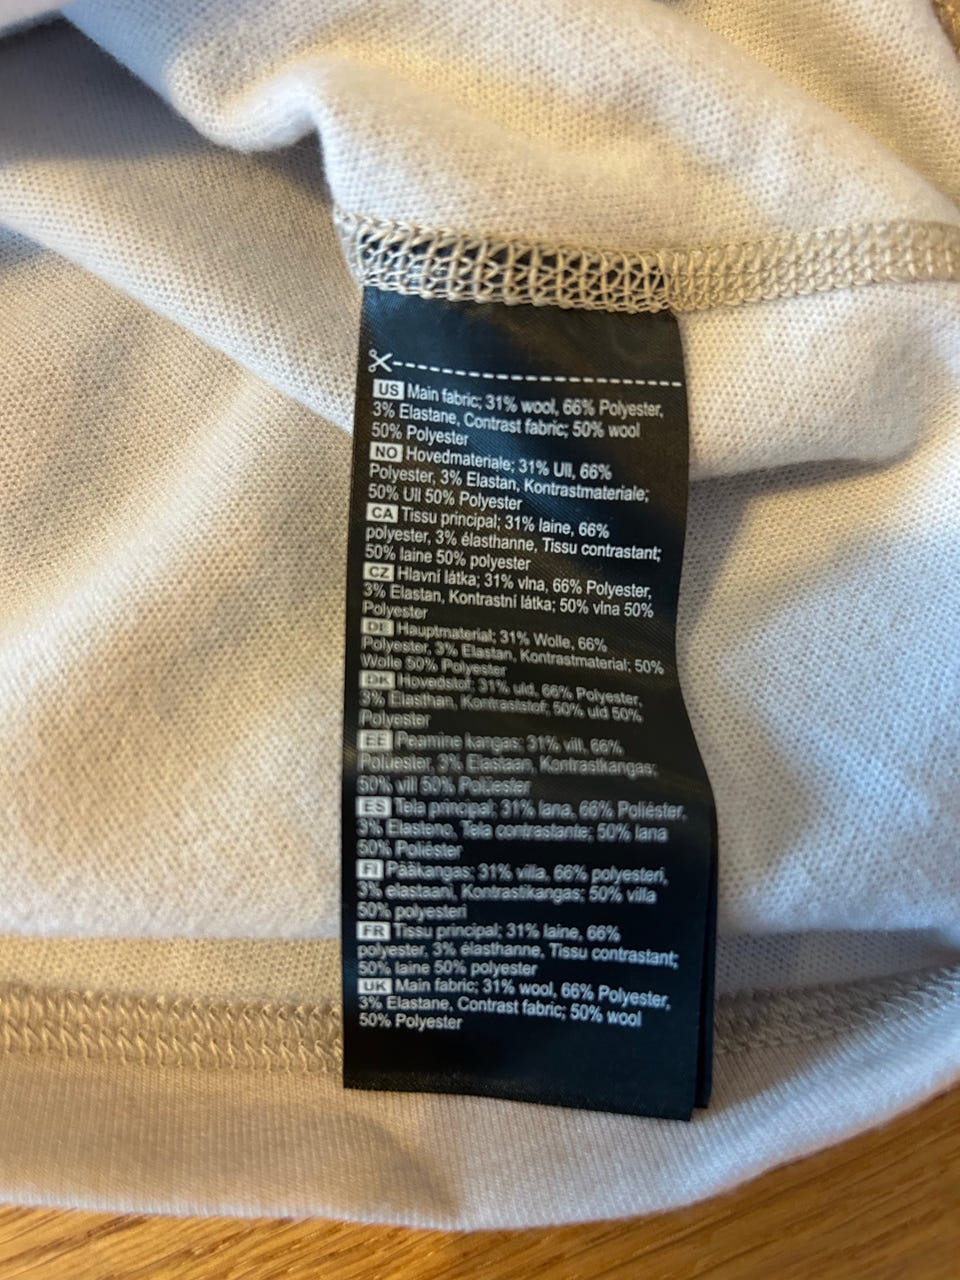 US Main fabric; 31% wool, 66% Polyester,
3% Elastane, Contrast fabric; 50% wool
50% Polyester
NO Hovedmateriale; 31% Ull, 66%
Polyester, 3% Elastan, Kontrastmateriale;
50% Ull 50% Polyester
CA Tissu principal; 31% laine, 66%
polyester, 3% élasthanne, Tissu contrastant;
50% laine 50% polyester
CZ Hlavní látka; 31% vlna, 66% Polyester,
3% Elastan, Kontrastní látka; 50% vlna 50%
Polyester
DE Hauptmaterial; 31% Wolle, 66%
Polyester, 3% Elastan, Kontrastmaterial; 50%
Wolle 50% Polyester
DK Hovedstof; 31% uld, 66% Polyester,
3% Elasthan, Kontraststof; 50% uld 50%
Polyester
EE Peamine kangas; 31% vill, 66%
Poluester, 3% Elastaan, Kontrastkangas;
50% vill 50% Polüester
ES Tela principal; 31% lana, 66% Poliéster,
3% Elasteno, Tela contrastante; 50% lana
50% Poliéster
FI Pääkangas; 31% villa, 66% polyesteri,
3% elastaani, Kontrastikangas; 50% villa
50% polyesteri
FR Tissu principal; 31% laine, 66%
polyester, 3% élasthanne, Tissu contrastant;
50% laine 50% polyester
UK Main fabric; 31% wool, 66% Polyester,
3% Elastane, Contrast fabric; 50% wool
50% Polyester